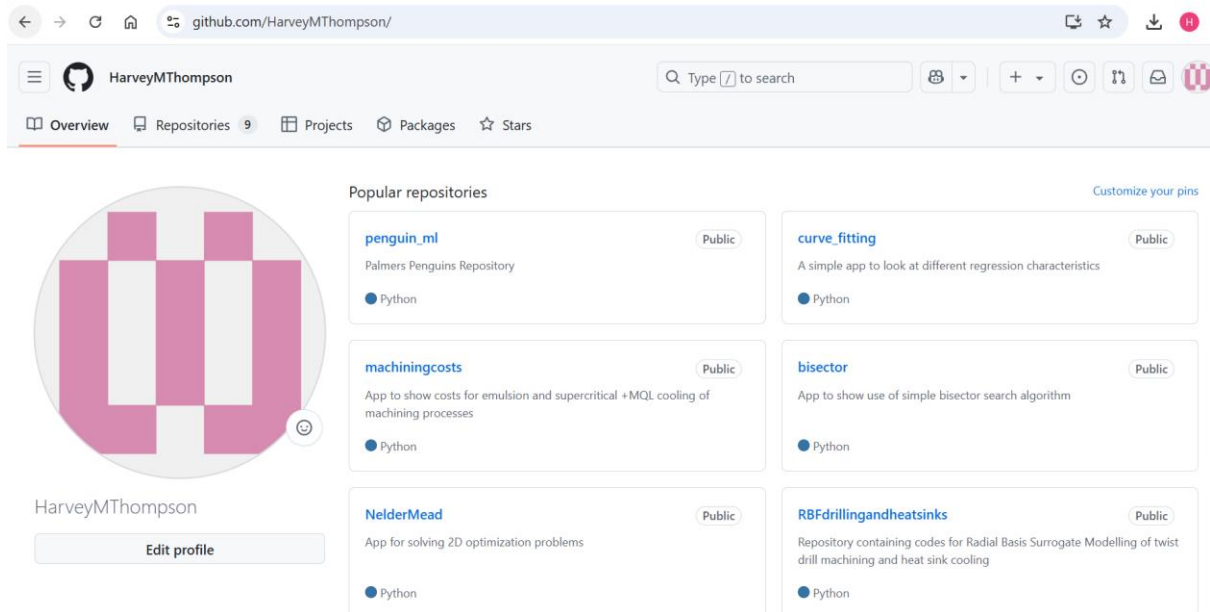 github.com/HarveyMThompson/
H
HarveyMThompson
Type / to search
Overview
Repositories 9
Projects
Packages
Stars
Popular repositories
Customize your pins
penguin_ml
Public
Palmers Penguins Repository
Python
curve_fitting
Public
A simple app to look at different regression characteristics
Python
machiningcosts
Public
App to show costs for emulsion and supercritical +MQL cooling of
machining processes
Python
bisector
Public
App to show use of simple bisector search algorithm
Python
HarveyMThompson
Edit profile
NelderMead
Public
App for solving 2D optimization problems
Python
RBFdrillingandheatsinks
Public
Repository containing codes for Radial Basis Surrogate Modelling of twist
drill machining and heat sink cooling
Python